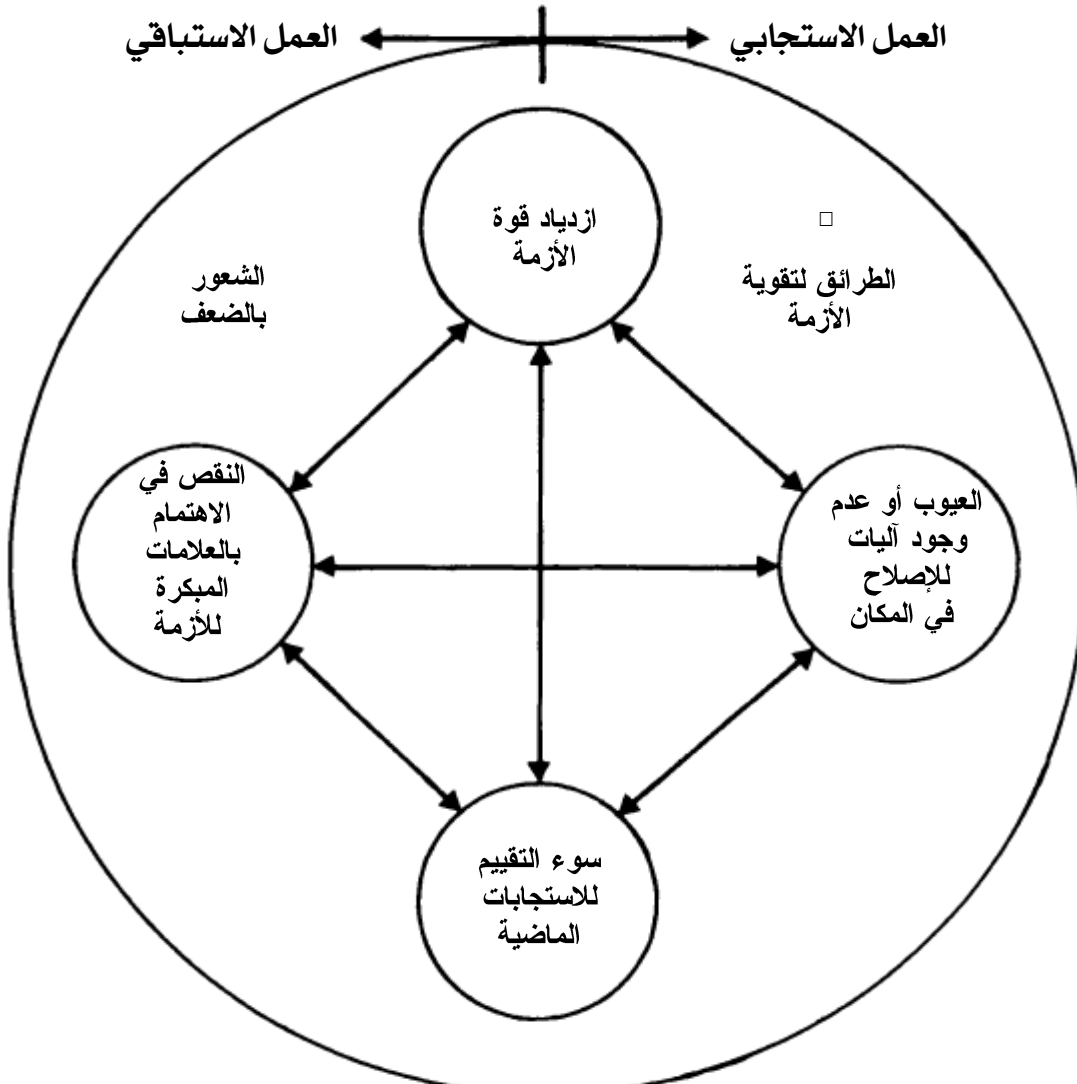 العمل الاستجابي
العمل الاستباقي
ازدياد قوة
الأزمة
الطرائق لتقوية
الأزمة
الشعور
بالضعف
العيوب أو عدم
وجود آليات
للإصلاح
في المكان
النقص في
الاهتمام
بالعلامات
المبكرة
للأزمة
سوء التقييم
للاستجابات
الماضية